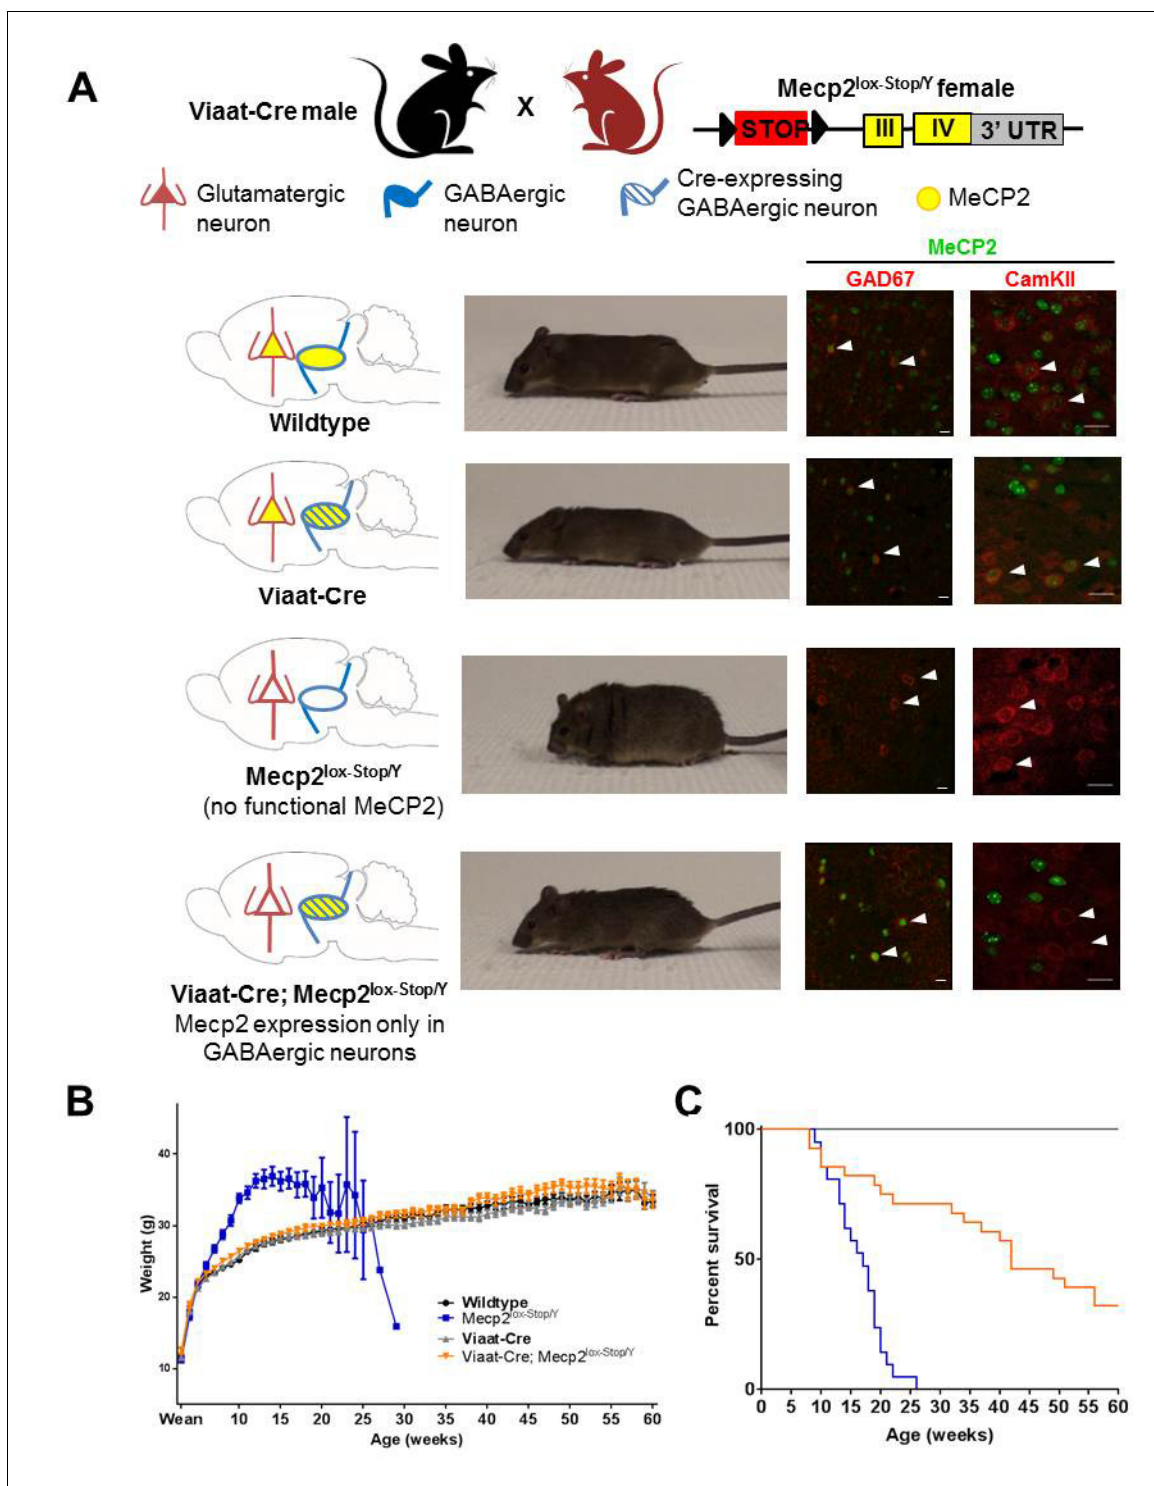 A
Viaat-Cre male
X
Mecp2lox-Stop/Y female
STOP
III
IV
3' UTR
Glutamatergic
neuron
GABAergic
neuron
Cre-expressing
GABAergic neuron
MeCP2
MeCP2
GAD67
CamKII
Wildtype
Viaat-Cre
Mecp2lox-Stop/Y
(no functional MeCP2)
Viaat-Cre; Mecp2lox-Stop/Y
Mecp2 expression only in
GABAergic neurons
B
Weight (g)
40
30
20
10
Wean
10
15
20
25
30
35
40
45
50
55
60
Age (weeks)
Wildtype
Mecp2lox-Stop/Y
Viaat-Cre
Viaat-Cre; Mecp2lox-Stop/Y
C
Percent survival
100
50
0
0
5
10
15
20
25
30
35
40
45
50
55
60
Age (weeks)